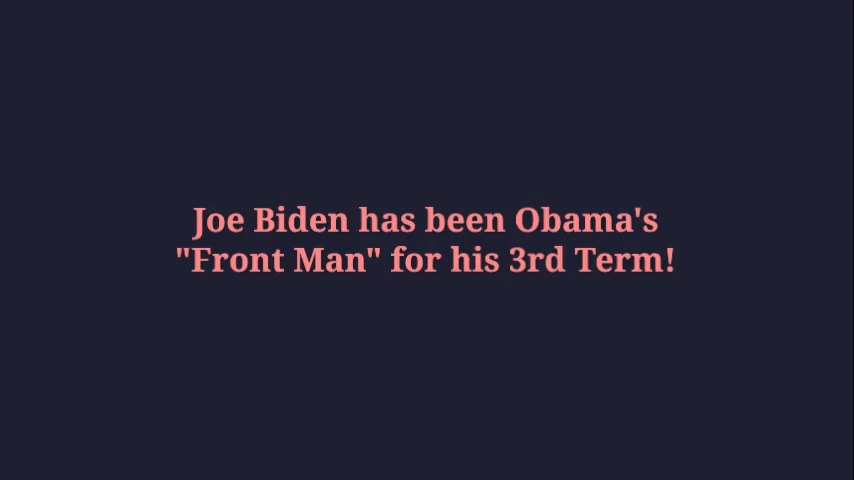 Joe Biden has been Obama's
"Front Man" for his 3rd Term!